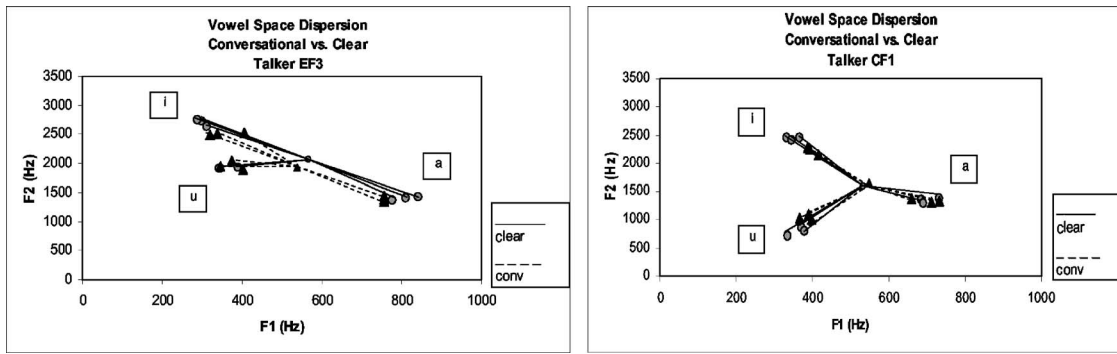 Vowel Space Dispersion
Conversational vs. Clear
Talker EF3
3500
3000
2500
2000
1500
1000
500
0
F2 (Hz)
i
u
a
clear
conv
0 200 400 600 800 1000
F1 (Hz)
Vowel Space Dispersion
Conversational vs. Clear
Talker CF1
3500
3000
2500
2000
1500
1000
500
0
F2 (Hz)
i
u
a
clear
conv
0 200 400 600 800 1000
F1 (Hz)